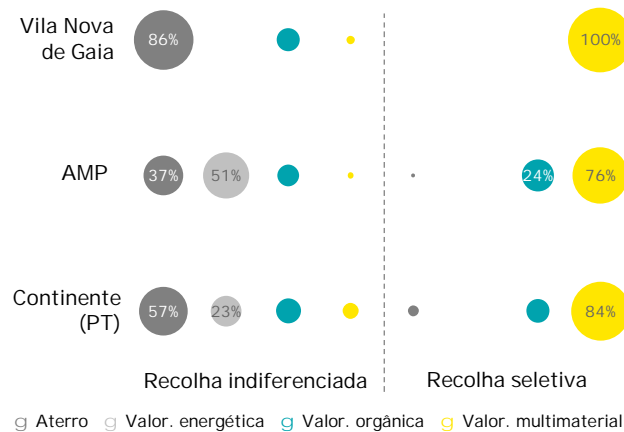 Vila Nova
de Gaia
86%
100%
AMP
37%
51%
24%
76%
Continente
(PT)
57%
23%
84%
Recolha indiferenciada
Recolha seletiva
g Aterro g Valor. energética g Valor. orgânica g Valor. multimaterial